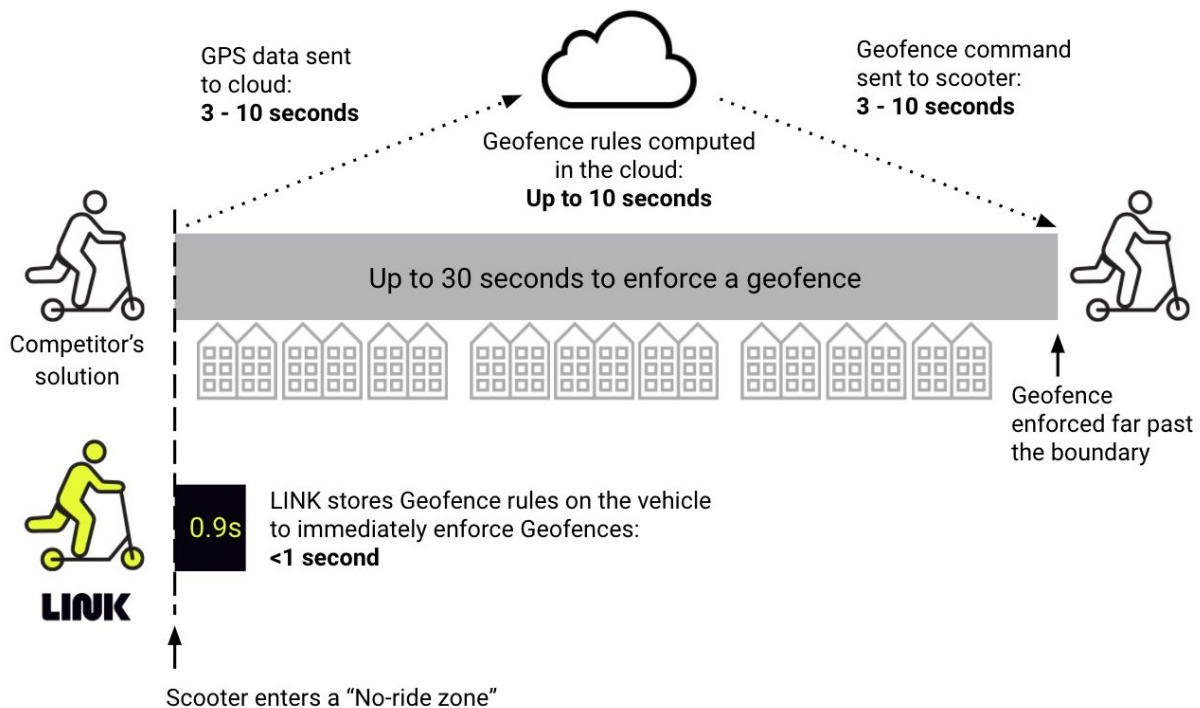 GPS data sent
to cloud:
3 - 10 seconds
Geofence command
sent to scooter:
3 - 10 seconds
Geofence rules computed
in the cloud:
Up to 10 seconds
Up to 30 seconds to enforce a geofence
Competitor's
solution
Geofence
enforced far past
the boundary
0.9s
LINK stores Geofence rules on the vehicle
to immediately enforce Geofences:
<1 second
LINK
Scooter enters a “No-ride zone”